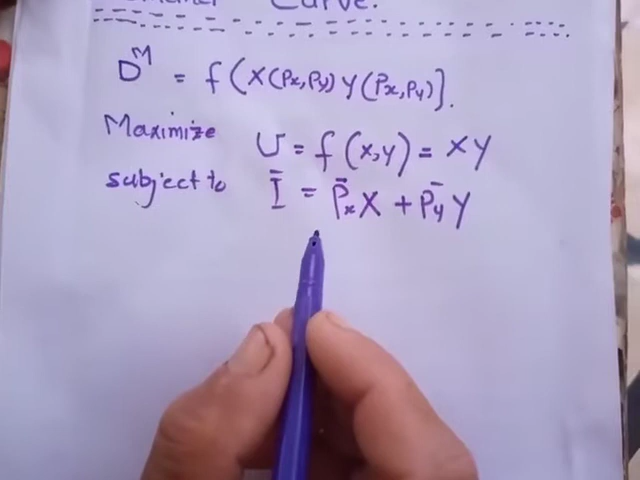 Curve.
D^M = f(X(Px,Py) Y(Px,Py)].
Maximize U = f(x,y) = XY
subject to Ī = P̄x X + P̄y Y